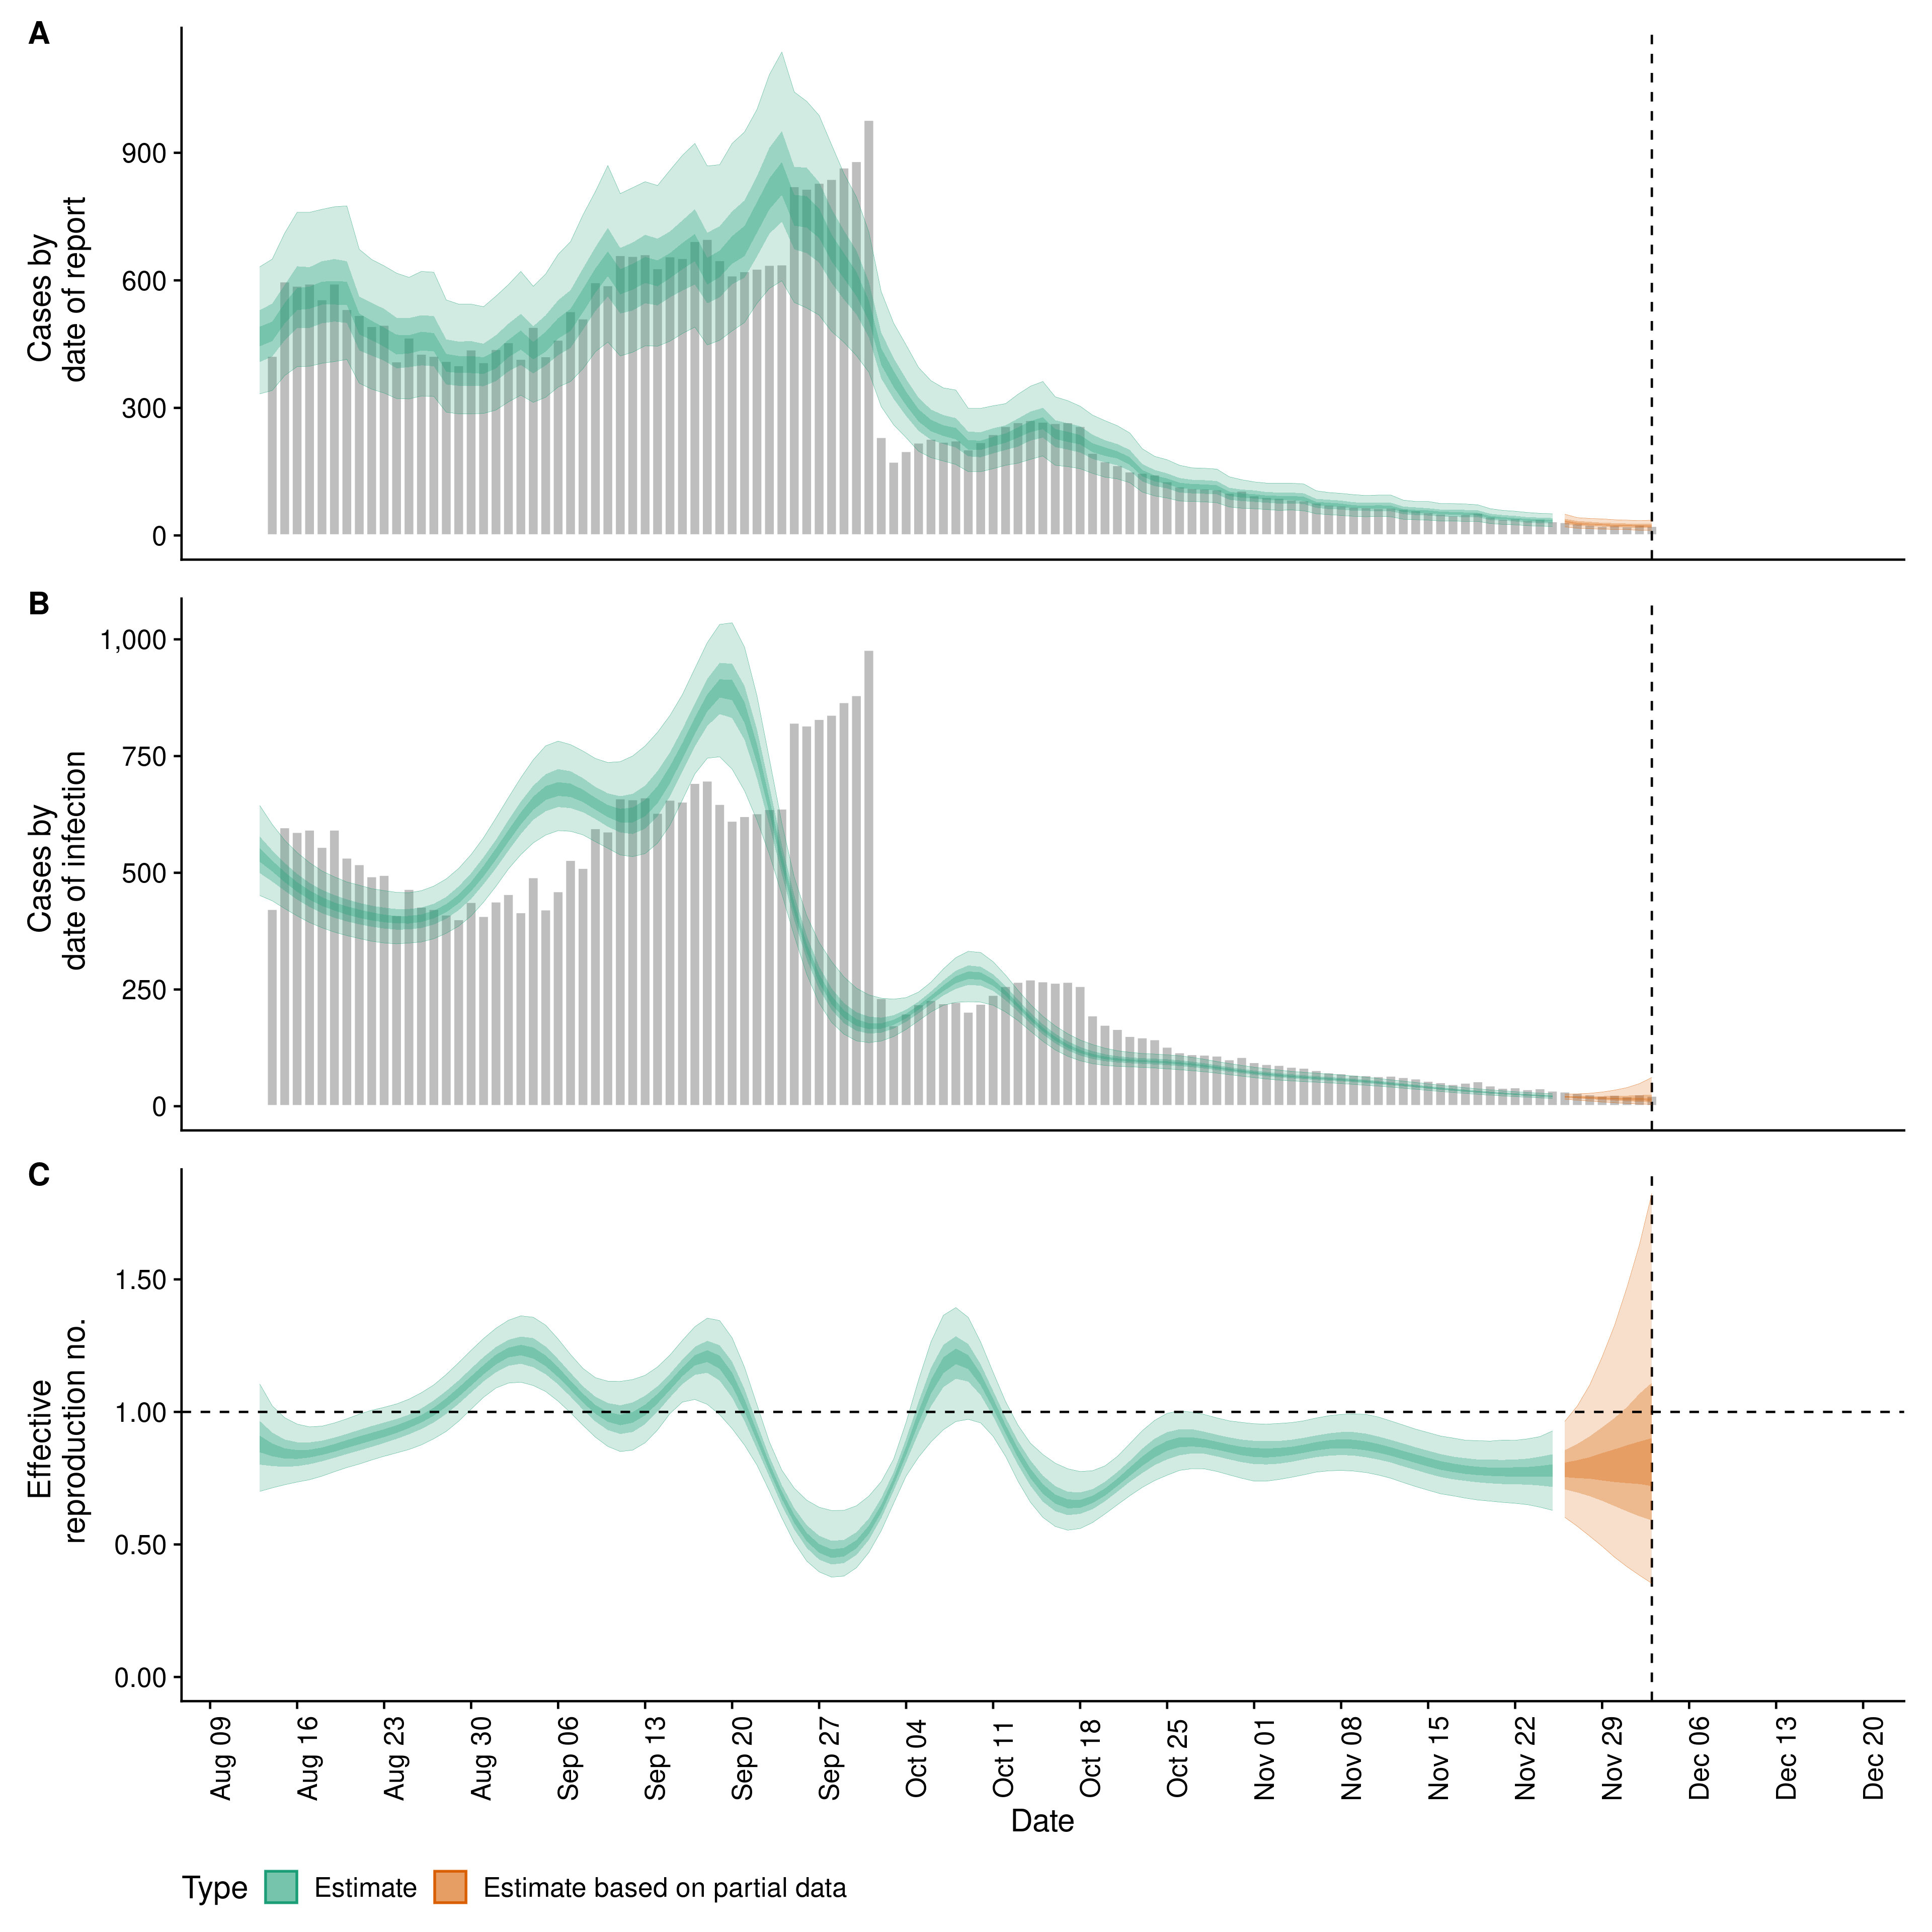 A
Cases by
date of report
900
600
300
0
B
Cases by
date of infection
1,000
750
500
250
0
C
Effective
reproduction no.
1.50
1.00
0.50
0.00
Aug 09
Aug 16
Aug 23
Aug 30
Sep 06
Sep 13
Sep 20
Sep 27
Oct 04
Oct 11
Oct 18
Oct 25
Nov 01
Nov 08
Nov 15
Nov 22
Nov 29
Dec 06
Dec 13
Dec 20
Date
Type Estimate Estimate based on partial data